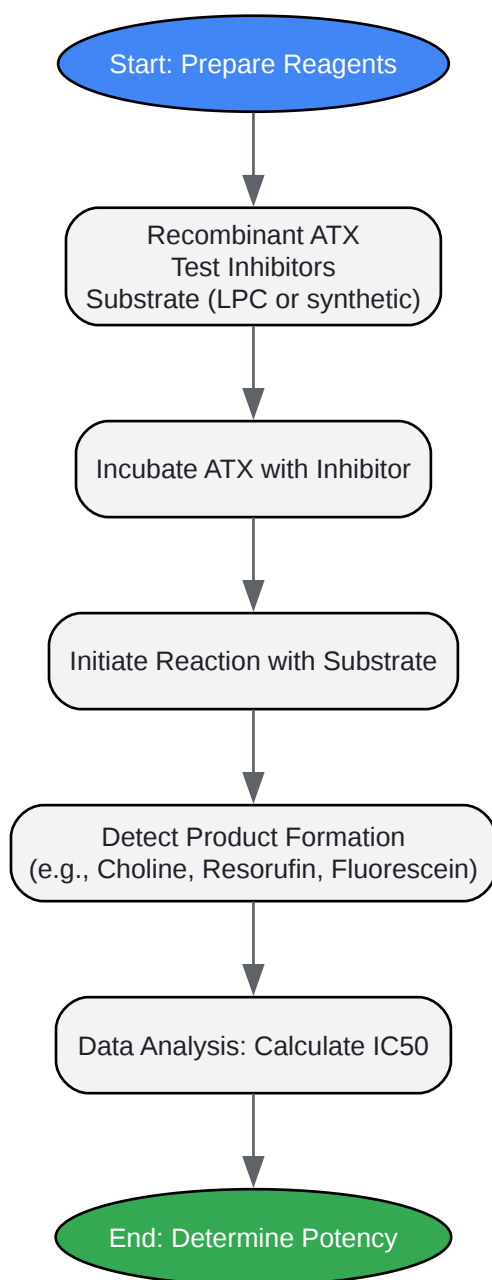 Start: Prepare Reagents
Recombinant ATX
Test Inhibitors
Substrate (LPC or synthetic)
Incubate ATX with Inhibitor
Initiate Reaction with Substrate
Detect Product Formation
(e.g., Choline, Resorufin, Fluorescein)
Data Analysis: Calculate IC50
End: Determine Potency